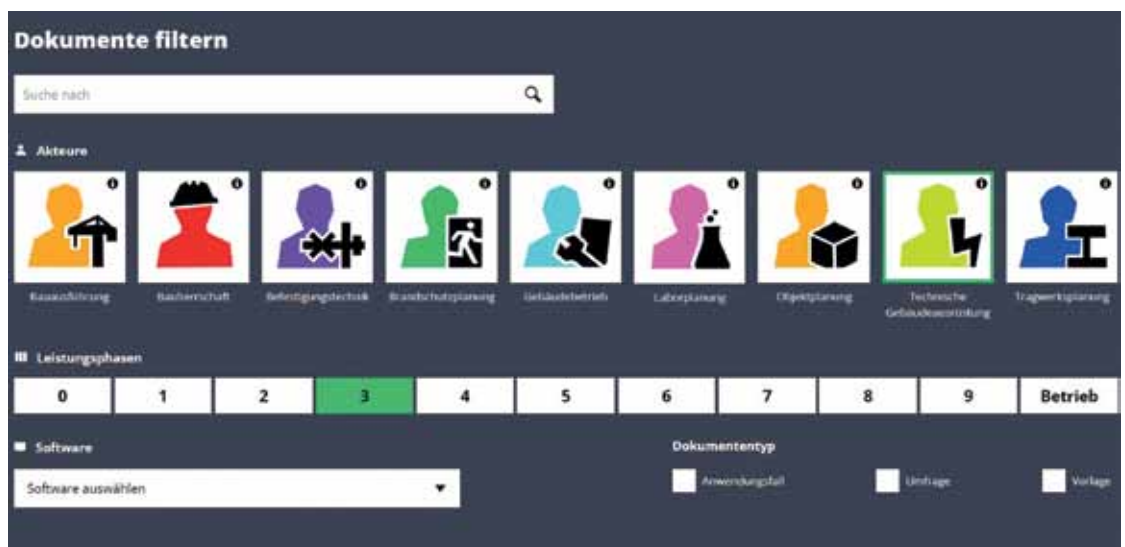 Dokumente filtern
Suche nach
Akteure
Bauausführung
Bauherrschaft
Befestigungstechnik
Brandschutzplanung
Gebäudebetrieb
Laborplanung
Objektplanung
Technische
Gebäudeausrüstung
Tragwerksplanung
Leistungsphasen
0 1 2 3 4 5 6 7 8 9 Betrieb
Software
Software auswählen
Dokumententyp
Anwendungsfall
Umfrage
Vorlage